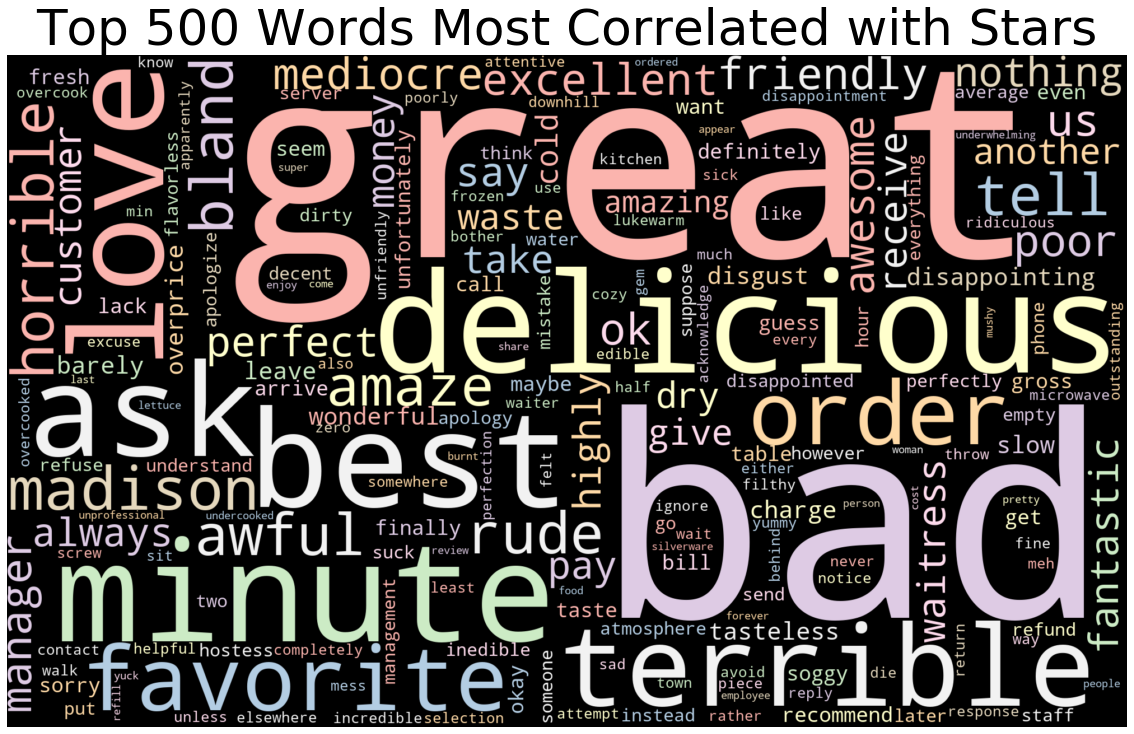 Top 500 Words Most Correlated with Stars
know
fresh
overcook
love
apparently
bland
mediocre
attentive
excellent
ordered
friendly
nothing
server
poorly
money
downhill
want
disappointment
average
even
us
great
horrible
customer
flavorless
min
seem
super
dirty
unfriendly
unfortunately
think
say
cold
kitchen
appear
definitely
sick
underwhelming
another
awesome
receive
everything
tell
frozen
use
amazing
like
waste
lukewarm
bother
water
ridiculous
poor
take
much
decent
enjoy
come
apologize
overprice
lack
call
gem
cozy
disgust
disappointing
suppose
acknowledge
mistake
delicious
ok
guess
every
hour
mushy
phone
outstanding
excuse
perfect
share
edible
barely
leave
also
last
arrive
amaze
maybe
half
disappointed
perfectly
gross
microwave
dry
overcooked
lettuce
ask
wonderful
zero
apology
waiter
highly
order
empty
give
best
burnt
felt
table
however
woman
throw
slow
refuse
understand
somewhere
perfection
either
filthy
madison
bad
ignore
charge
person
cost
pretty
get
waitress
fantastic
unprofessional
undercooked
always
awful
finally
rude
go
wait
yummy
silverware
behind
never
fine
meh
screw
sit
suck
review
pay
bill
notice
manager
minute
management
least
food
send
two
taste
forever
atmosphere
tasteless
refund
contact
helpful
hostess
completely
inedible
terrible
way
return
walk
yuck
favorite
okay
someone
sad
town
avoid
piece
soggy
die
people
sorry
refill
mess
employee
reply
put
unless
elsewhere
incredible
selection
attempt
instead
rather
recommend
later
response
staff